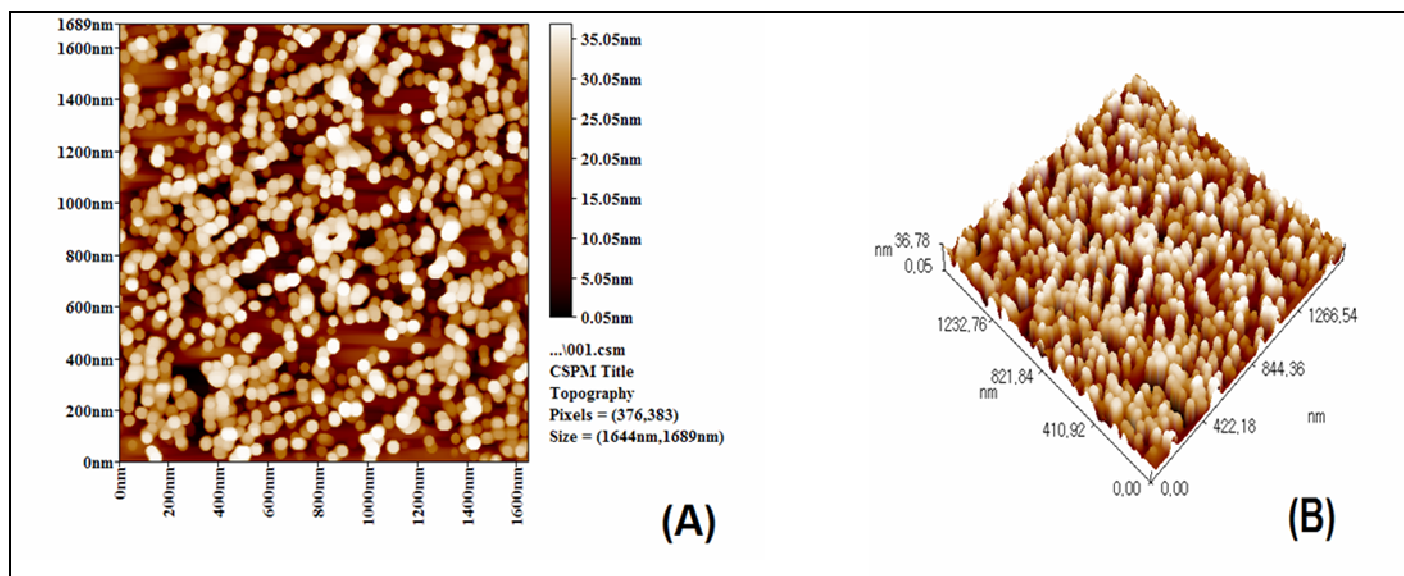 1689nm
1600nm
1400nm
1200nm
1000nm
800nm
600nm
400nm
200nm
0nm
0nm
200nm
400nm
600nm
800nm
1000nm
1200nm
1400nm
1600nm
35.05nm
30.05nm
25.05nm
20.05nm
15.05nm
10.05nm
5.05nm
0.05nm
...\001.csm
CSPM Title
Topography
Pixels = (376,383)
Size = (1644nm,1689nm)
(A)
36,78
nm
0,05
1232,76
821,84
nm
410,92
0,00
0,00
422,18
844,36
1266,54
nm
(B)